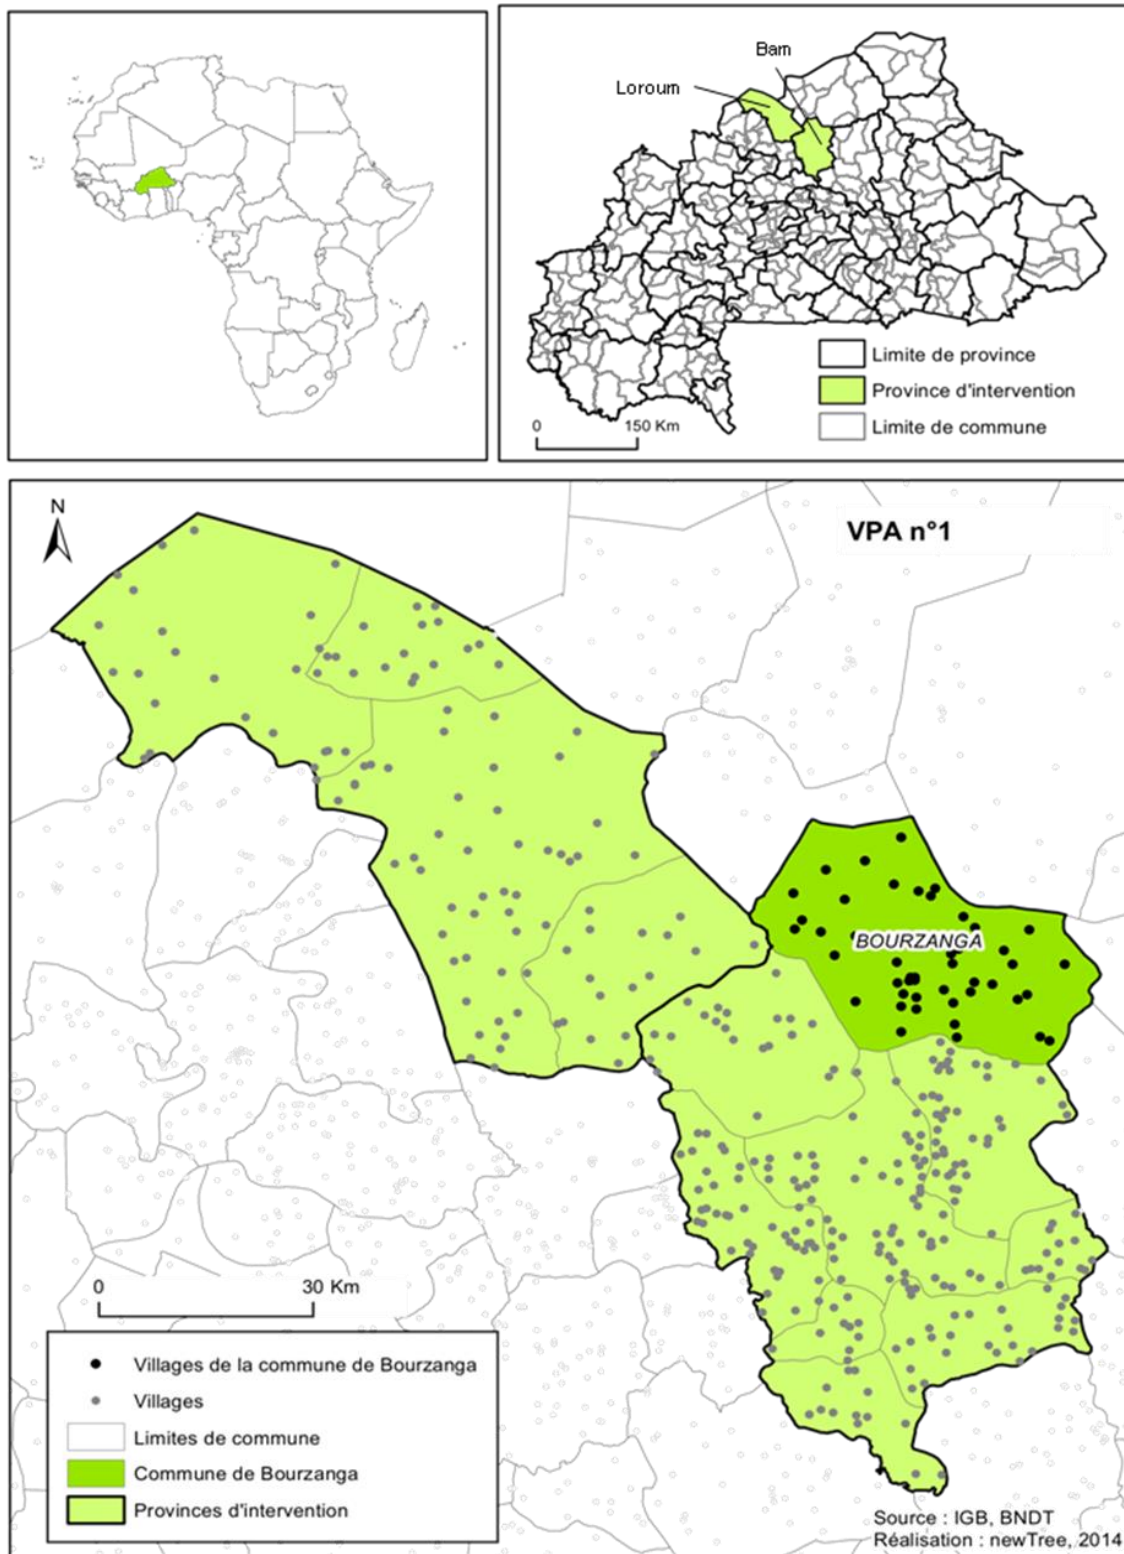 Bam
Loroum
Limite de province
Province d'intervention
Limite de commune
0 150 Km
N
VPA n°1
BOURZANGA
0 30 Km
Villages de la commune de Bourzanga
Villages
Limites de commune
Commune de Bourzanga
Provinces d'intervention
Source : IGB, BNDT
Réalisation : newTree, 2014